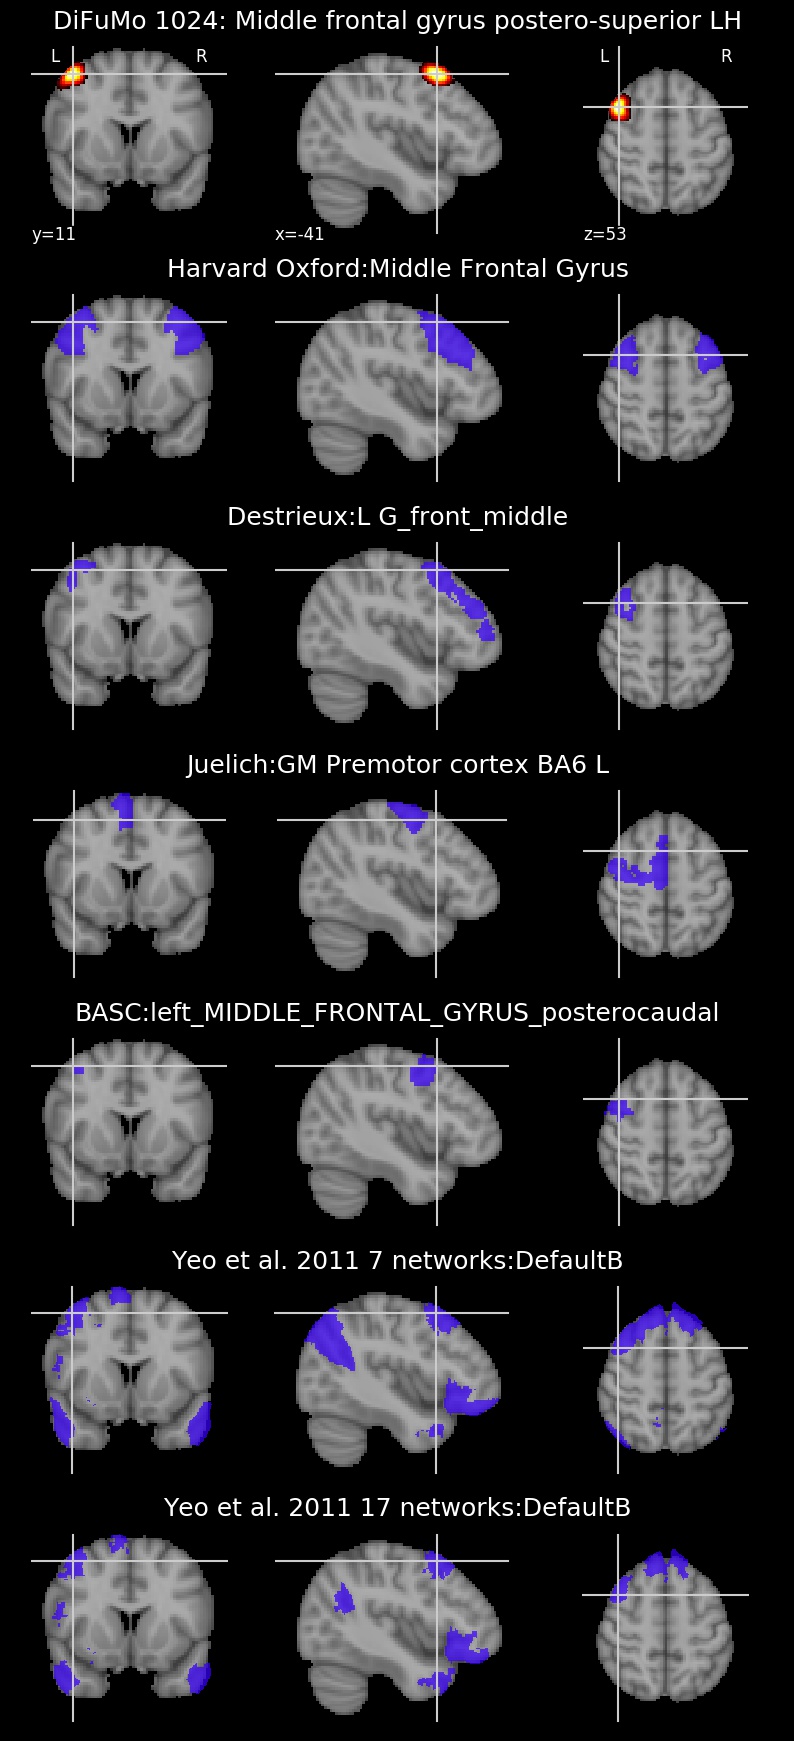 DiFuMo 1024: Middle frontal gyrus postero-superior LH
L R L R
y=11 x=-41 z=53
Harvard Oxford:Middle Frontal Gyrus
Destrieux:L G_front_middle
Juelich:GM Premotor cortex BA6 L
BASC:left_MIDDLE_FRONTAL_GYRUS_posterocaudal
Yeo et al. 2011 7 networks:DefaultB
Yeo et al. 2011 17 networks:DefaultB